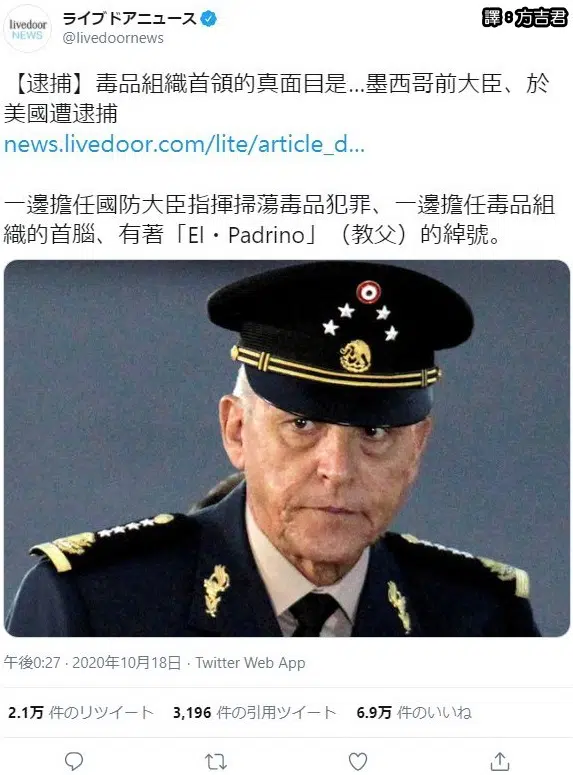 livedoor
NEWS
ライブドアニュース
@livedoornews
譯:方吉君
【逮捕】毒品組織首領的真面目是...墨西哥前大臣、於
美國遭逮捕
news.livedoor.com/lite/article_d...
一邊擔任國防大臣指揮掃蕩毒品犯罪、一邊擔任毒品組
織的首腦、有著「El・Padrino」（教父）的綽號。
午後0:27 · 2020年10月18日 · Twitter Web App
2.1万 件のリツイート 3,196 件の引用ツイート 6.9万 件のいいね